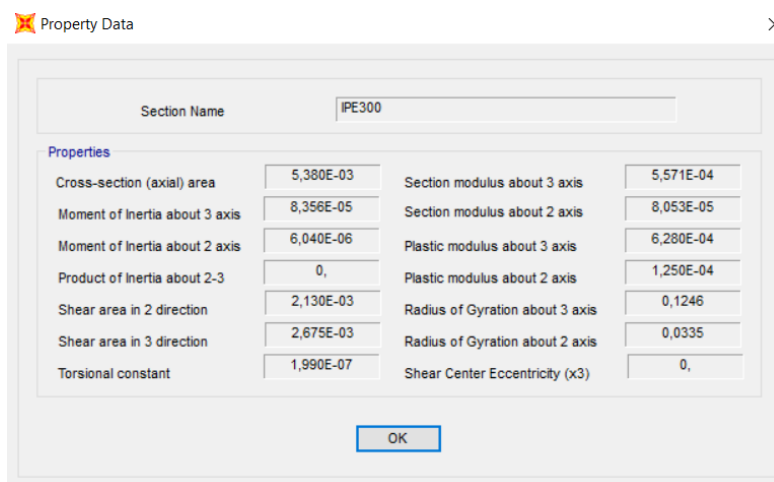 Property Data
Section Name IPE300
Properties
Cross-section (axial) area 5,380E-03 Section modulus about 3 axis 5,571E-04
Moment of Inertia about 3 axis 8,356E-05 Section modulus about 2 axis 8,053E-05
Moment of Inertia about 2 axis 6,040E-06 Plastic modulus about 3 axis 6,280E-04
Product of Inertia about 2-3 0, Plastic modulus about 2 axis 1,250E-04
Shear area in 2 direction 2,130E-03 Radius of Gyration about 3 axis 0,1246
Shear area in 3 direction 2,675E-03 Radius of Gyration about 2 axis 0,0335
Torsional constant 1,990E-07 Shear Center Eccentricity (x3) 0,
OK